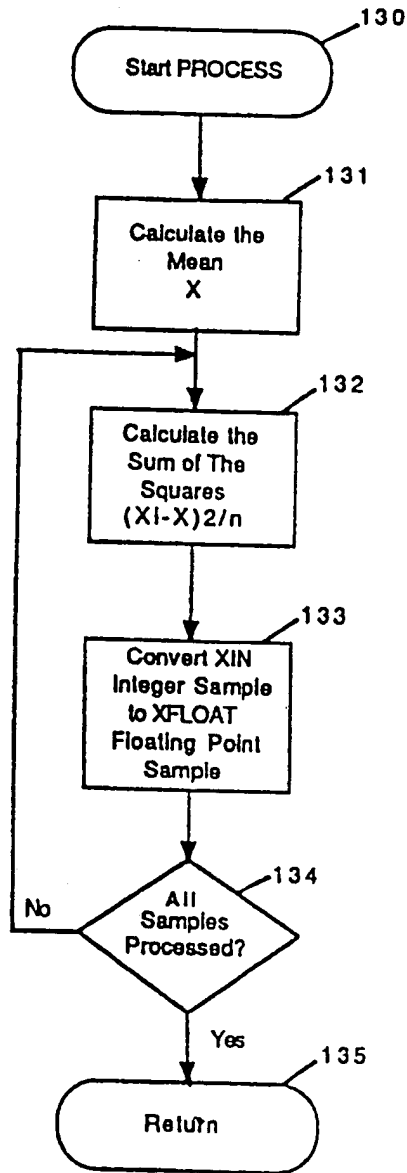 130
Start PROCESS
131
Calculate the
Mean
X
132
Calculate the
Sum of The
Squares
(Xi-X)2/n
133
Convert XIN
Integer Sample
to XFLOAT
Floating Point
Sample
134
All
Samples
Processed?
No
Yes
135
Return